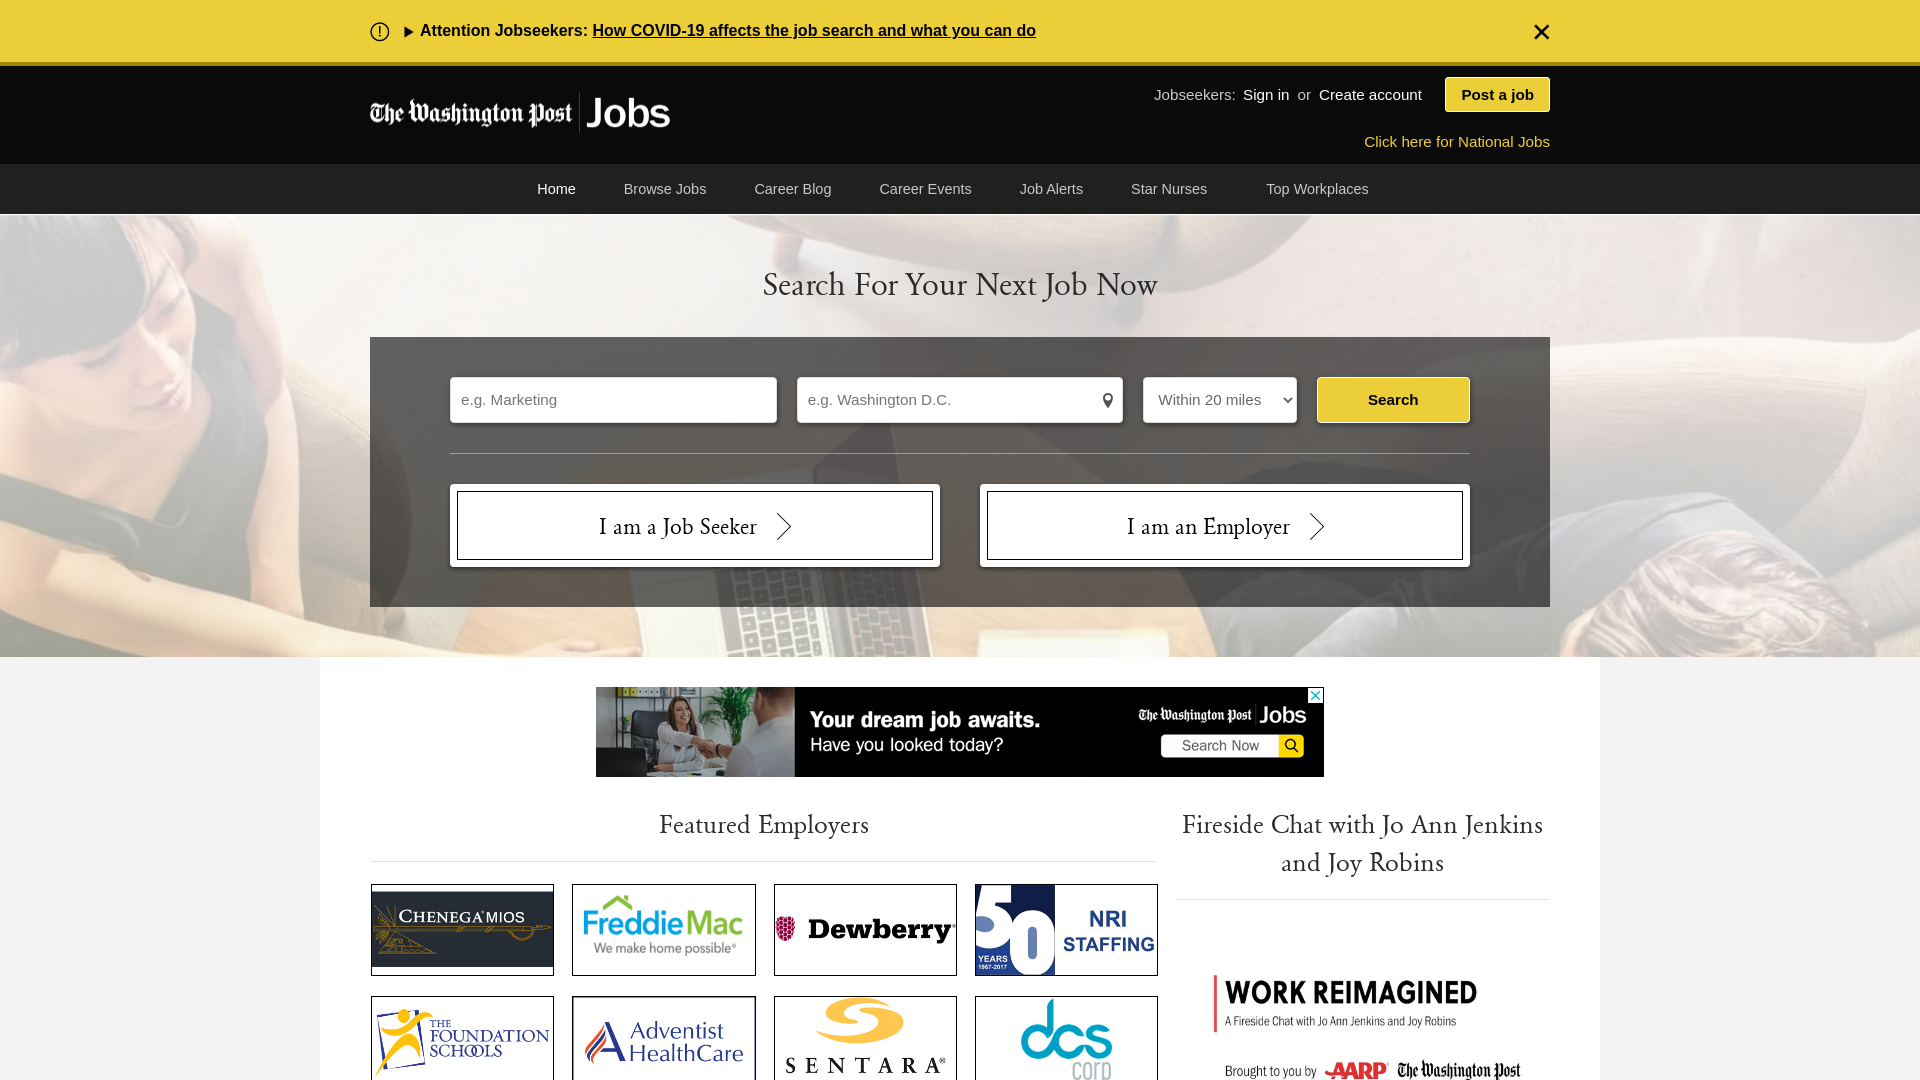 Attention Jobseekers: How COVID-19 affects the job search and what you can do
The Washington Post Jobs
Jobseekers: Sign in or Create account
Post a job
Click here for National Jobs
Home Browse Jobs Career Blog Career Events Job Alerts Star Nurses Top Workplaces
Search For Your Next Job Now
e.g. Marketing
e.g. Washington D.C.
Within 20 miles
Search
I am a Job Seeker
I am an Employer
Your dream job awaits.
Have you looked today?
The Washington Post Jobs
Search Now
Featured Employers
CHENEGA MIOS
Freddie Mac
We make home possible®
Dewberry®
50
YEARS
1967-2017
NRI
STAFFING
THE
FOUNDATION
SCHOOLS
Adventist
HealthCare
SENTARA®
dcs
corp
Fireside Chat with Jo Ann Jenkins
and Joy Robins
WORK REIMAGINED
A Fireside Chat with Jo Ann Jenkins and Joy Robins
Brought to you by AARP The Washington Post